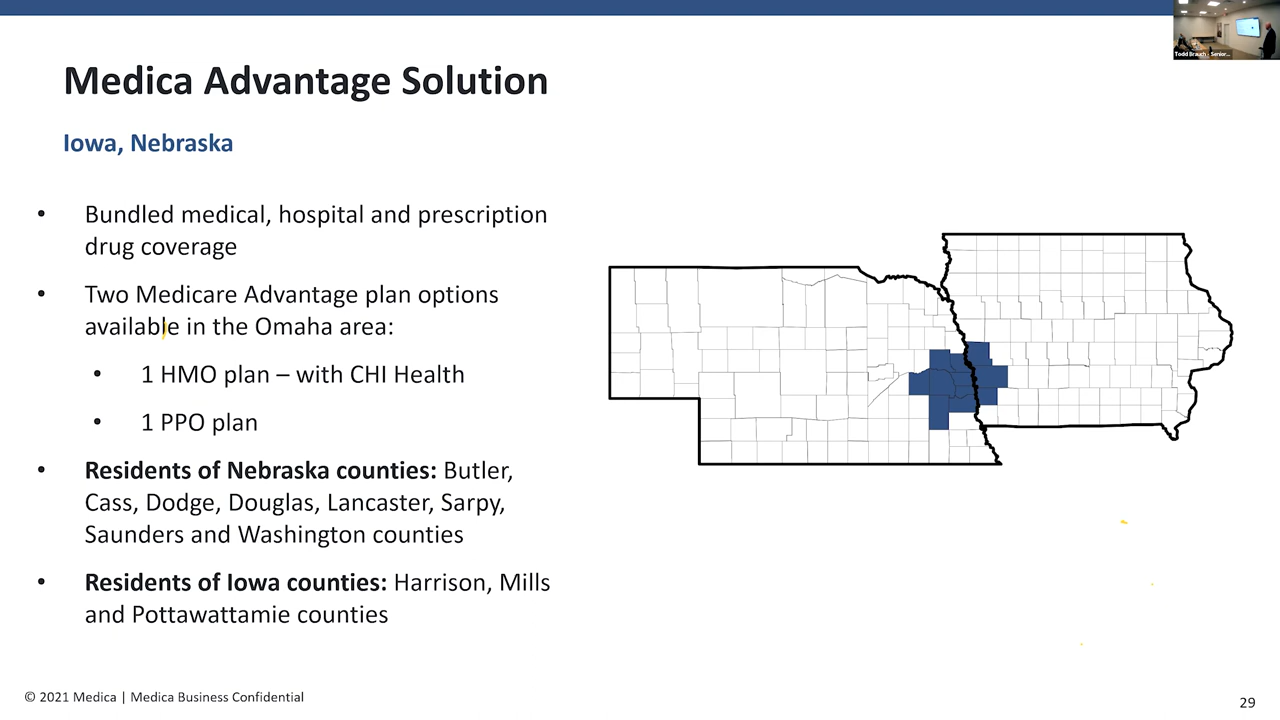 Todd Brauch - Senior...
Medica Advantage Solution
Iowa, Nebraska
• Bundled medical, hospital and prescription
drug coverage
• Two Medicare Advantage plan options
available in the Omaha area:
• 1 HMO plan – with CHI Health
• 1 PPO plan
• Residents of Nebraska counties: Butler,
Cass, Dodge, Douglas, Lancaster, Sarpy,
Saunders and Washington counties
• Residents of Iowa counties: Harrison, Mills
and Pottawattamie counties
© 2021 Medica | Medica Business Confidential
29